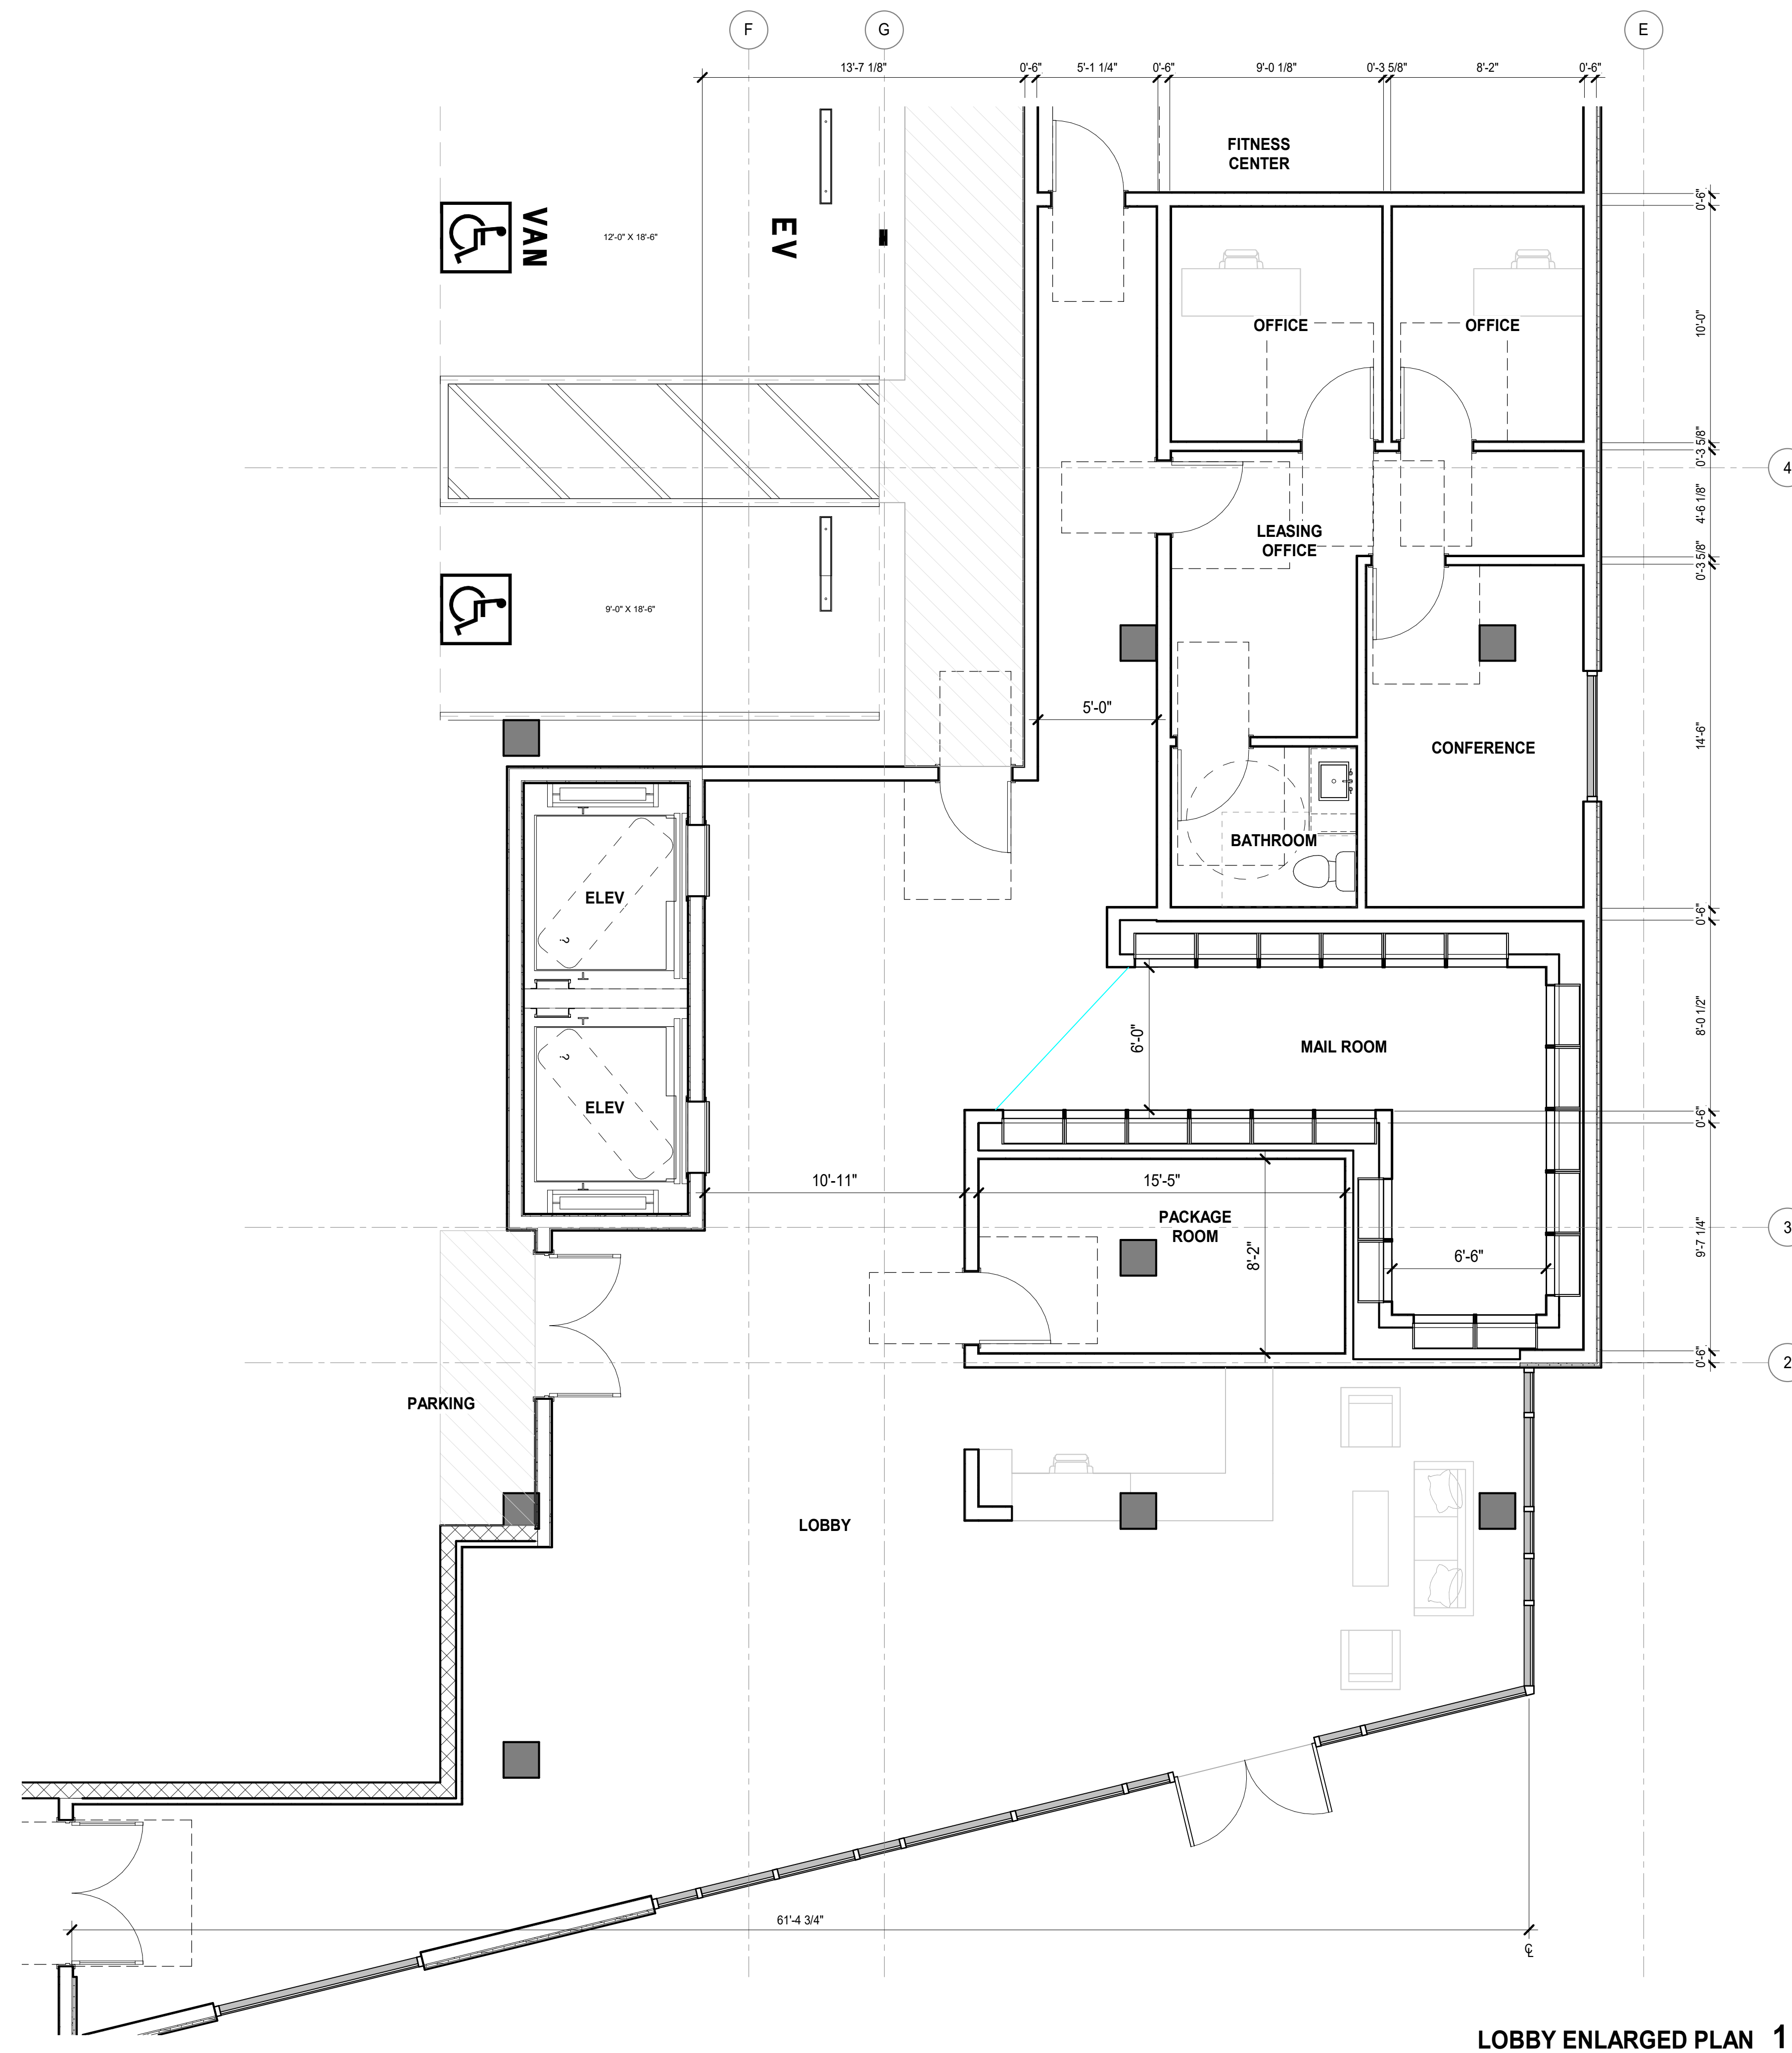 F
G
E
13'-7 1/8"
0'-6"
5'-1 1/4"
0'-6"
9'-0 1/8"
0'-3 5/8"
8'-2"
0'-6"
FITNESS
CENTER
0'-6"
VAN
12'-0" X 18'-6"
EV
OFFICE
OFFICE
10'-0"
0'-3 5/8"
4
4'-6 1/8"
LEASING
OFFICE
0'-3 5/8"
9'-0" X 18'-6"
5'-0"
CONFERENCE
14'-6"
BATHROOM
ELEV
?
0'-6"
6'-0"
MAIL ROOM
8'-0 1/2"
?
ELEV
0'-6"
10'-11"
15'-5"
PACKAGE
ROOM
8'-2"
6'-6"
3
9'-7 1/4"
0'-6"
2
PARKING
LOBBY
61'-4 3/4"
CL
LOBBY ENLARGED PLAN 1